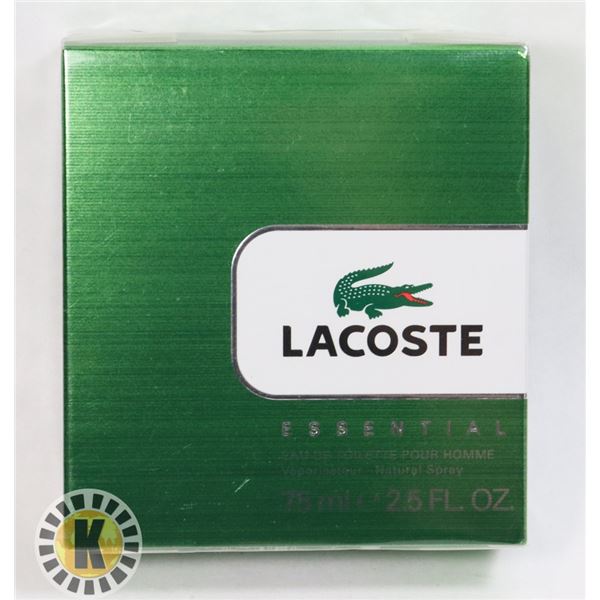 LACOSTE
ESSENTIAL
EAU DE TOILETTE POUR HOMME
Vaporisateur - Natural Spray
75 ml e 2.5 FL. OZ.
K